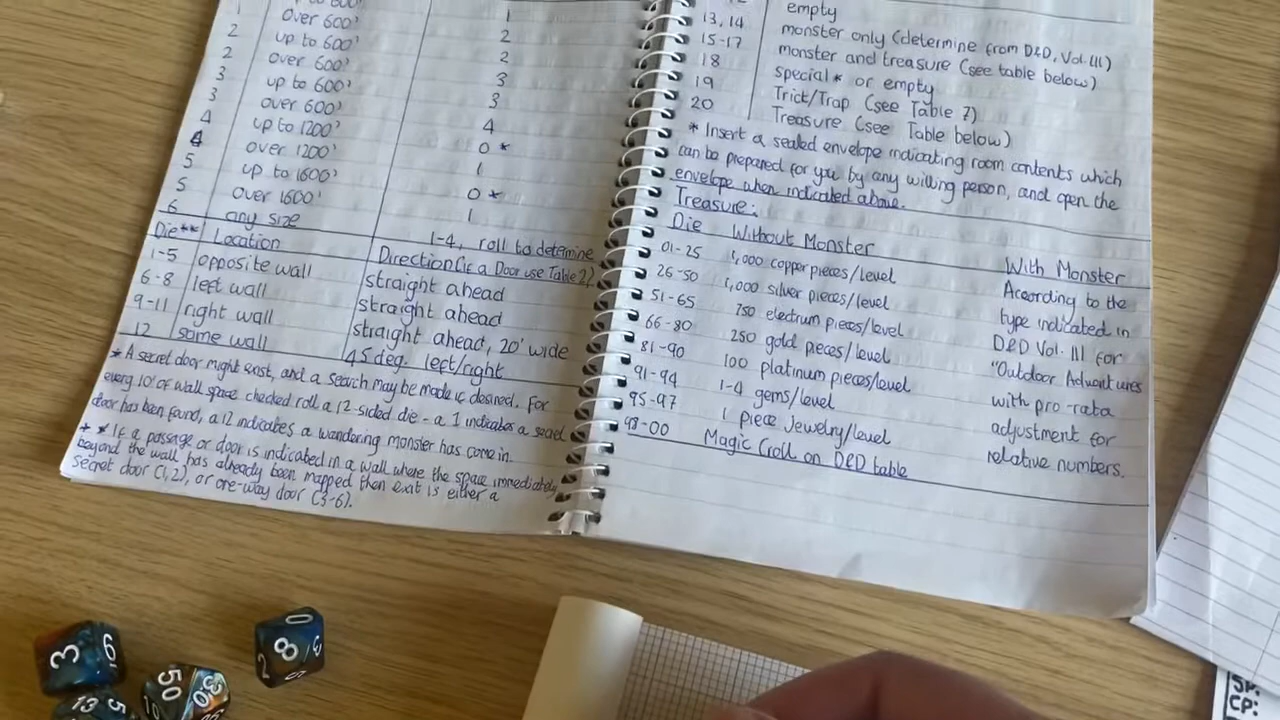 1 up to 600'
2 Over 600' 1
2 up to 600' 2
3 over 600' 2
3 up to 600' 3
4 over 600' 3
4 up to 1200' 4
5 over 1200' 0 *
5 up to 1600' 1
6 over 1600' 0 *
any size 1
1-4, roll to determine
Die** Location Direction (if a Door use Table 2)
1-5 opposite wall straight ahead
6-8 left wall straight ahead
9-11 right wall straight ahead, 20' wide
12 same wall 45 deg. left/right
* A secret door might exist, and a search may be made if desired. For
every 10' of wall space checked roll a 12-sided die - a 1 indicates a secret
door has been found, a 12 indicates a wandering monster has come in.
* * If a passage or door is indicated in a wall where the space immediately
beyond the wall has already been mapped then exit is either a
secret door (1,2), or one-way door (3-6).
empty
13, 14 monster only (determine from D&D, Vol. III)
15-17 monster and treasure (see table below)
18 special* or empty
19 Trick/Trap (see Table 7)
20 Treasure (see Table below)
* Insert a sealed envelope indicating room contents which
can be prepared for you by any willing person, and open the
envelope when indicated above.
Treasure:
Die Without Monster With Monster
01-25 1,000 copper pieces/level According to the
26-50 1,000 silver pieces/level type indicated in
51-65 750 electrum pieces/level D&D Vol. III for
66-80 250 gold pieces/level "Outdoor Adventures
81-90 100 platinum pieces/level with pro-rata
91-94 1-4 gems/level adjustment for
95-97 1 piece Jewelry/level relative numbers.
98-00 Magic (roll on D&D table
3 6
8 0 3 2
50
13 5
SP:
CP: